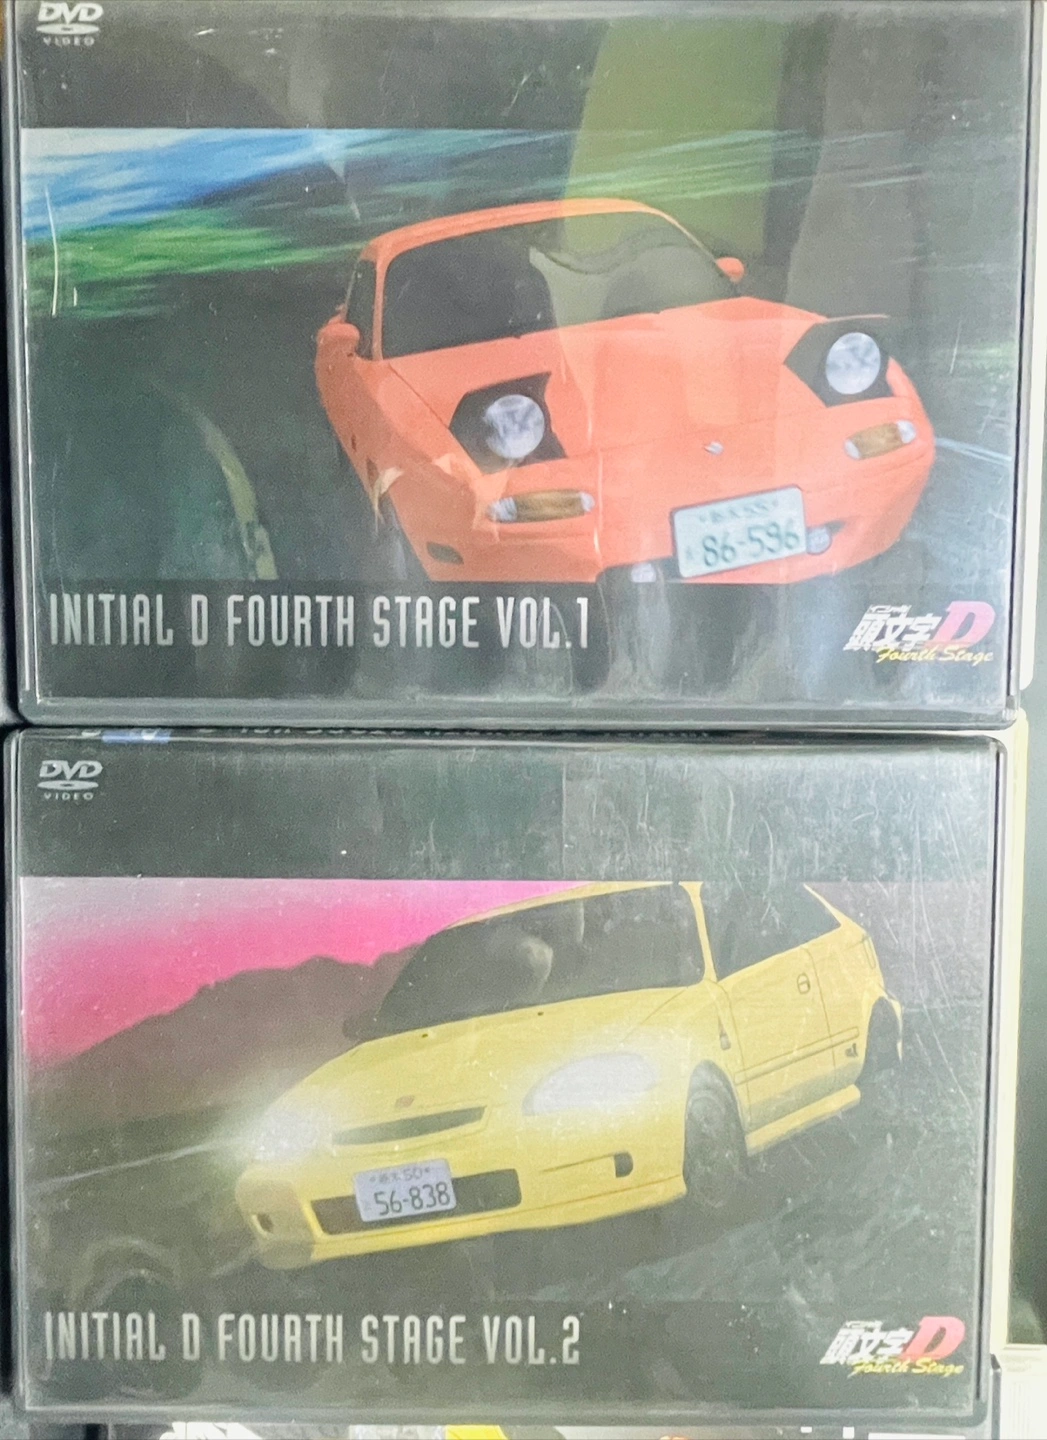 DVD
VIDEO
86-596
INITIAL D FOURTH STAGE VOL.1
頭文字D
Fourth Stage
DVD
VIDEO
56-838
INITIAL D FOURTH STAGE VOL.2
頭文字D
Fourth Stage